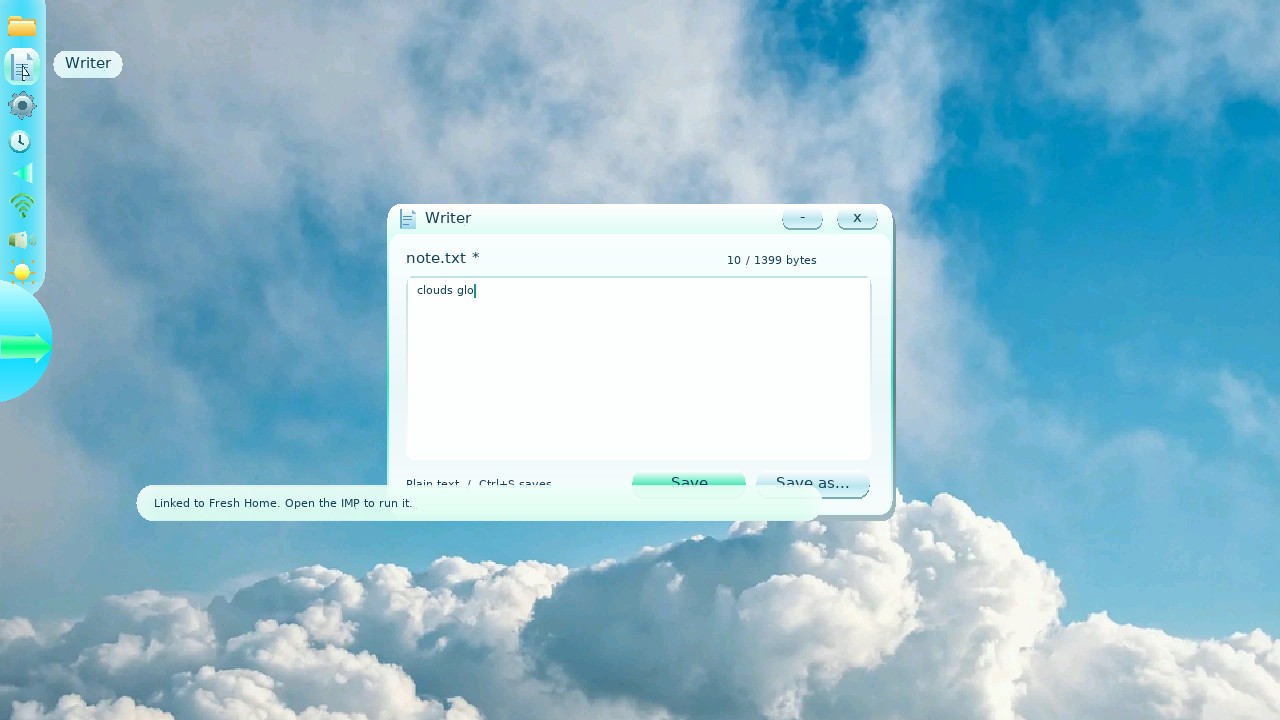 Writer
Writer
- x
note.txt *
10 / 1399 bytes
clouds glo
Plain text / Ctrl+S saves
Save
Save as...
Linked to Fresh Home. Open the IMP to run it.